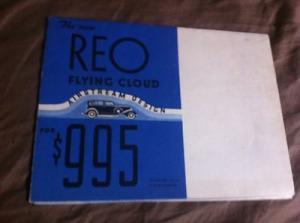 The new
REO
FLYING CLOUD
AIRSTREAM DESIGN
FOR
$995